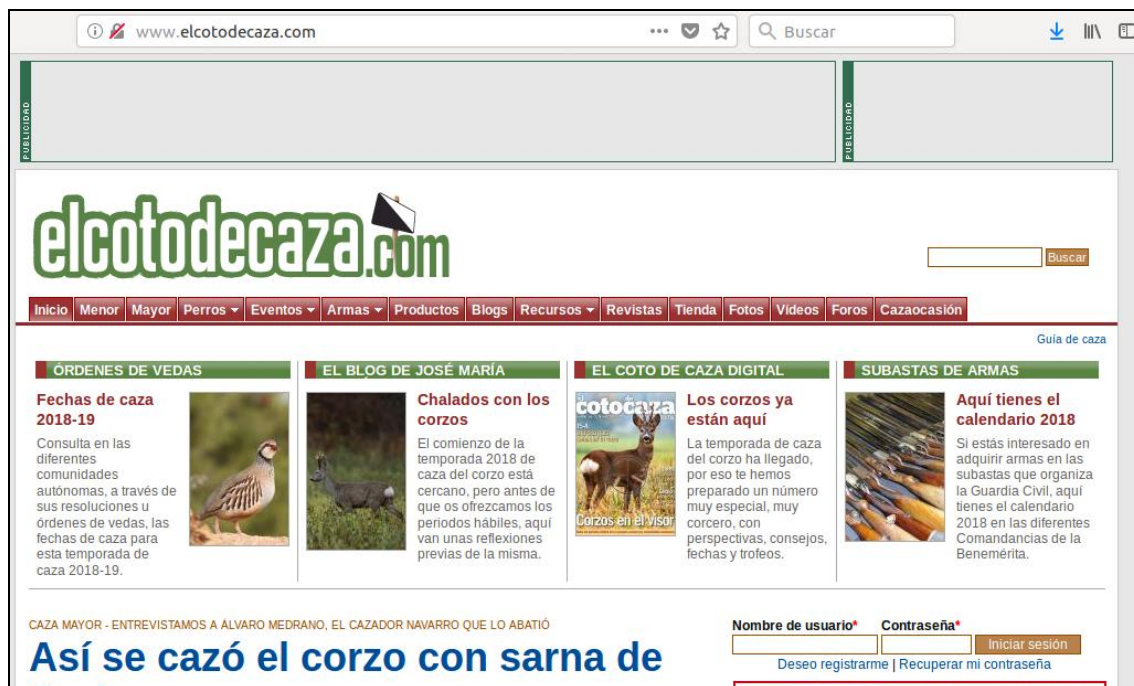 www.elcotodecaza.com
Buscar
PUBLICIDAD
PUBLICIDAD
elcotodecaza.com
Buscar
Inicio Menor Mayor Perros Eventos Armas Productos Blogs Recursos Revistas Tienda Fotos Vídeos Foros Cazaocasión
Guía de caza
ÓRDENES DE VEDAS
Fechas de caza
2018-19
Consulta en las
diferentes
comunidades
autónomas, a través de
sus resoluciones u
órdenes de vedas, las
fechas de caza para
esta temporada de
caza 2018-19.
EL BLOG DE JOSÉ MARÍA
Chalados con los
corzos
El comienzo de la
temporada 2018 de
caza del corzo está
cercano, pero antes de
que os ofrezcamos los
periodos hábiles, aquí
van unas reflexiones
previas de la misma.
EL COTO DE CAZA DIGITAL
cotocaza
Corzos en el visor
Los corzos ya
están aquí
La temporada de caza
del corzo ha llegado,
por eso te hemos
preparado un número
muy especial, muy
corcero, con
perspectivas, consejos,
fechas y trofeos.
SUBASTAS DE ARMAS
Aquí tienes el
calendario 2018
Si estás interesado en
adquirir armas en las
subastas que organiza
la Guardia Civil, aquí
tienes el calendario
2018 en las diferentes
Comandancias de la
Benemérita.
CAZA MAYOR - ENTREVISTAMOS A ÁLVARO MEDRANO, EL CAZADOR NAVARRO QUE LO ABATIÓ
Así se cazó el corzo con sarna de
Nombre de usuario* Contraseña*
Iniciar sesión
Deseo registrarme | Recuperar mi contraseña